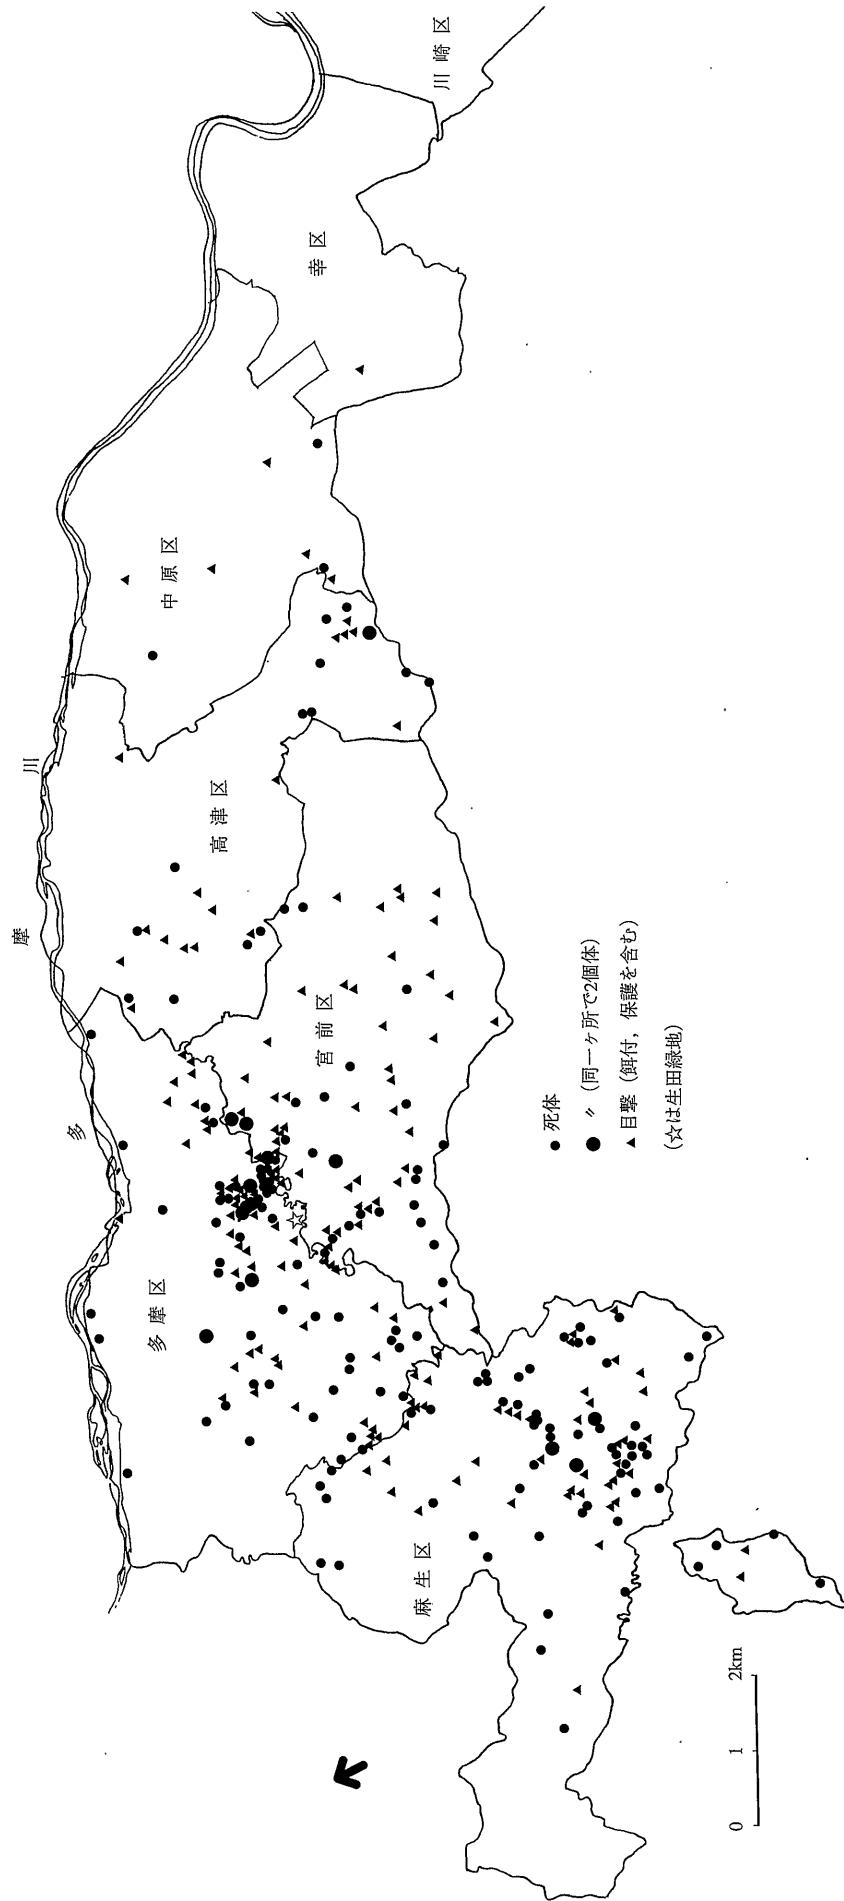 多摩川
川崎区
幸区
中原区
高津区
宮前区
多摩区
麻生区
● 死体
● 〃 (同一ヶ所で2個体)
▲ 目撃 (餌付，保護を含む)
(☆は生田緑地)
0 1 2km